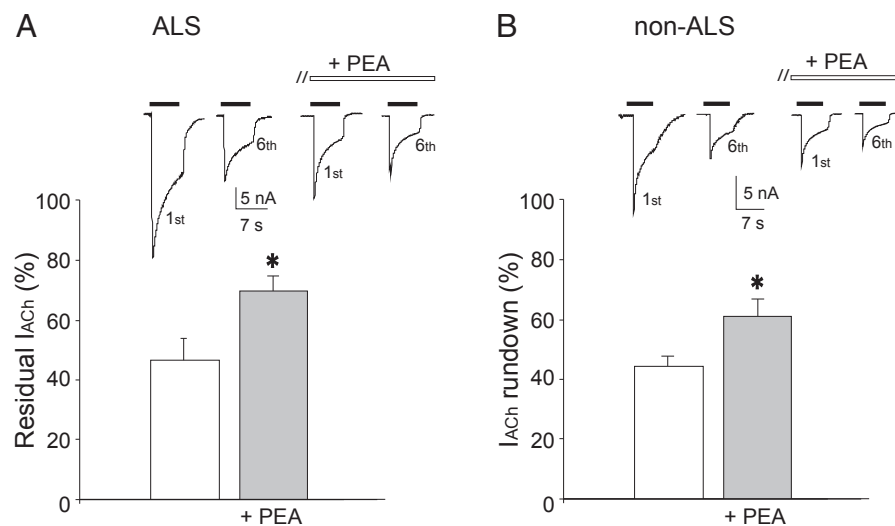 A
ALS
+ PEA
//
1st
6th
1st
6th
5 nA
7 s
Residual IACh (%)
100
80
60
40
20
0
*
+ PEA
B
non-ALS
+ PEA
//
1st
6th
1st
6th
5 nA
7 s
IACh rundown (%)
100
80
60
40
20
0
*
+ PEA